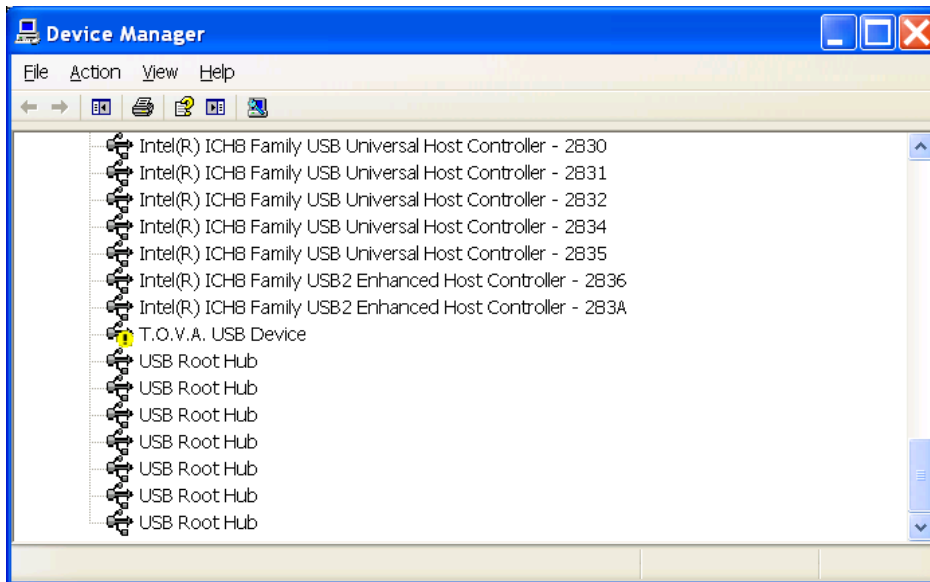 Device Manager
File Action View Help
Intel(R) ICH8 Family USB Universal Host Controller - 2830
Intel(R) ICH8 Family USB Universal Host Controller - 2831
Intel(R) ICH8 Family USB Universal Host Controller - 2832
Intel(R) ICH8 Family USB Universal Host Controller - 2834
Intel(R) ICH8 Family USB Universal Host Controller - 2835
Intel(R) ICH8 Family USB2 Enhanced Host Controller - 2836
Intel(R) ICH8 Family USB2 Enhanced Host Controller - 283A
T.O.V.A. USB Device
USB Root Hub
USB Root Hub
USB Root Hub
USB Root Hub
USB Root Hub
USB Root Hub
USB Root Hub